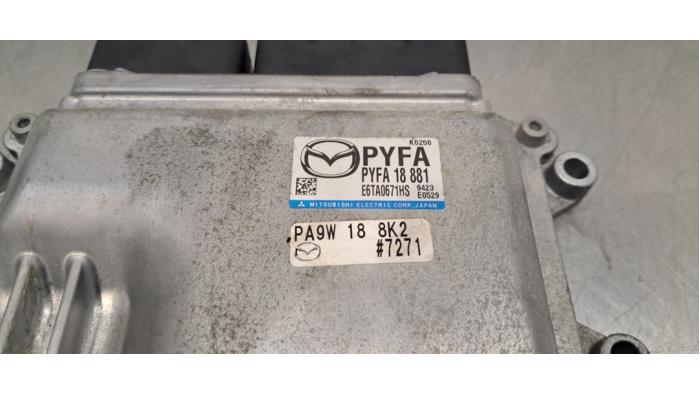 K6266
PYFA
PYFA 18 881
E6TA0671HS 9423
E0529
MITSUBISHI ELECTRIC CORP., JAPAN
PA9W 18 8K2
#7271